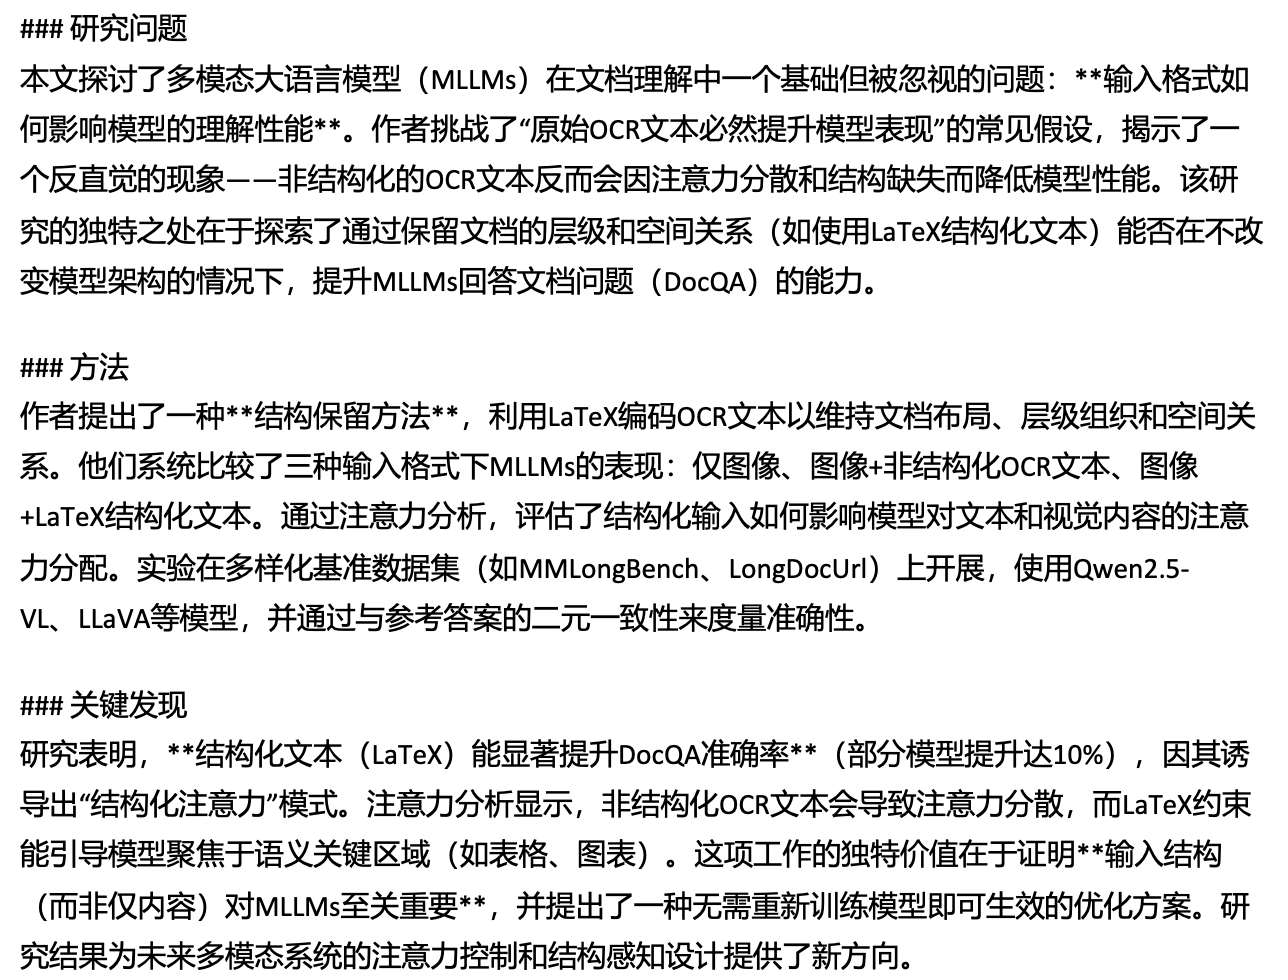 ### 研究问题
本文探讨了多模态大语言模型（MLLMs）在文档理解中一个基础但被忽视的问题：**输入格式如
何影响模型的理解性能**。作者挑战了“原始OCR文本必然提升模型表现”的常见假设，揭示了一
个反直觉的现象——非结构化的OCR文本反而会因注意力分散和结构缺失而降低模型性能。该研
究的独特之处在于探索了通过保留文档的层级和空间关系（如使用LaTeX结构化文本）能否在不改
变模型架构的情况下，提升MLLMs回答文档问题（DocQA）的能力。
### 方法
作者提出了一种**结构保留方法**，利用LaTeX编码OCR文本以维持文档布局、层级组织和空间关
系。他们系统比较了三种输入格式下MLLMs的表现：仅图像、图像+非结构化OCR文本、图像
+LaTeX结构化文本。通过注意力分析，评估了结构化输入如何影响模型对文本和视觉内容的注意
力分配。实验在多样化基准数据集（如MMLongBench、LongDocUrl）上开展，使用Qwen2.5-
VL、LLaVA等模型，并通过与参考答案的二元一致性来度量准确性。
### 关键发现
研究表明，**结构化文本（LaTeX）能显著提升DocQA准确率**（部分模型提升达10%），因其诱
导出“结构化注意力”模式。注意力分析显示，非结构化OCR文本会导致注意力分散，而LaTeX约束
能引导模型聚焦于语义关键区域（如表格、图表）。这项工作的独特价值在于证明**输入结构
（而非仅内容）对MLLMs至关重要**，并提出了一种无需重新训练模型即可生效的优化方案。研
究结果为未来多模态系统的注意力控制和结构感知设计提供了新方向。